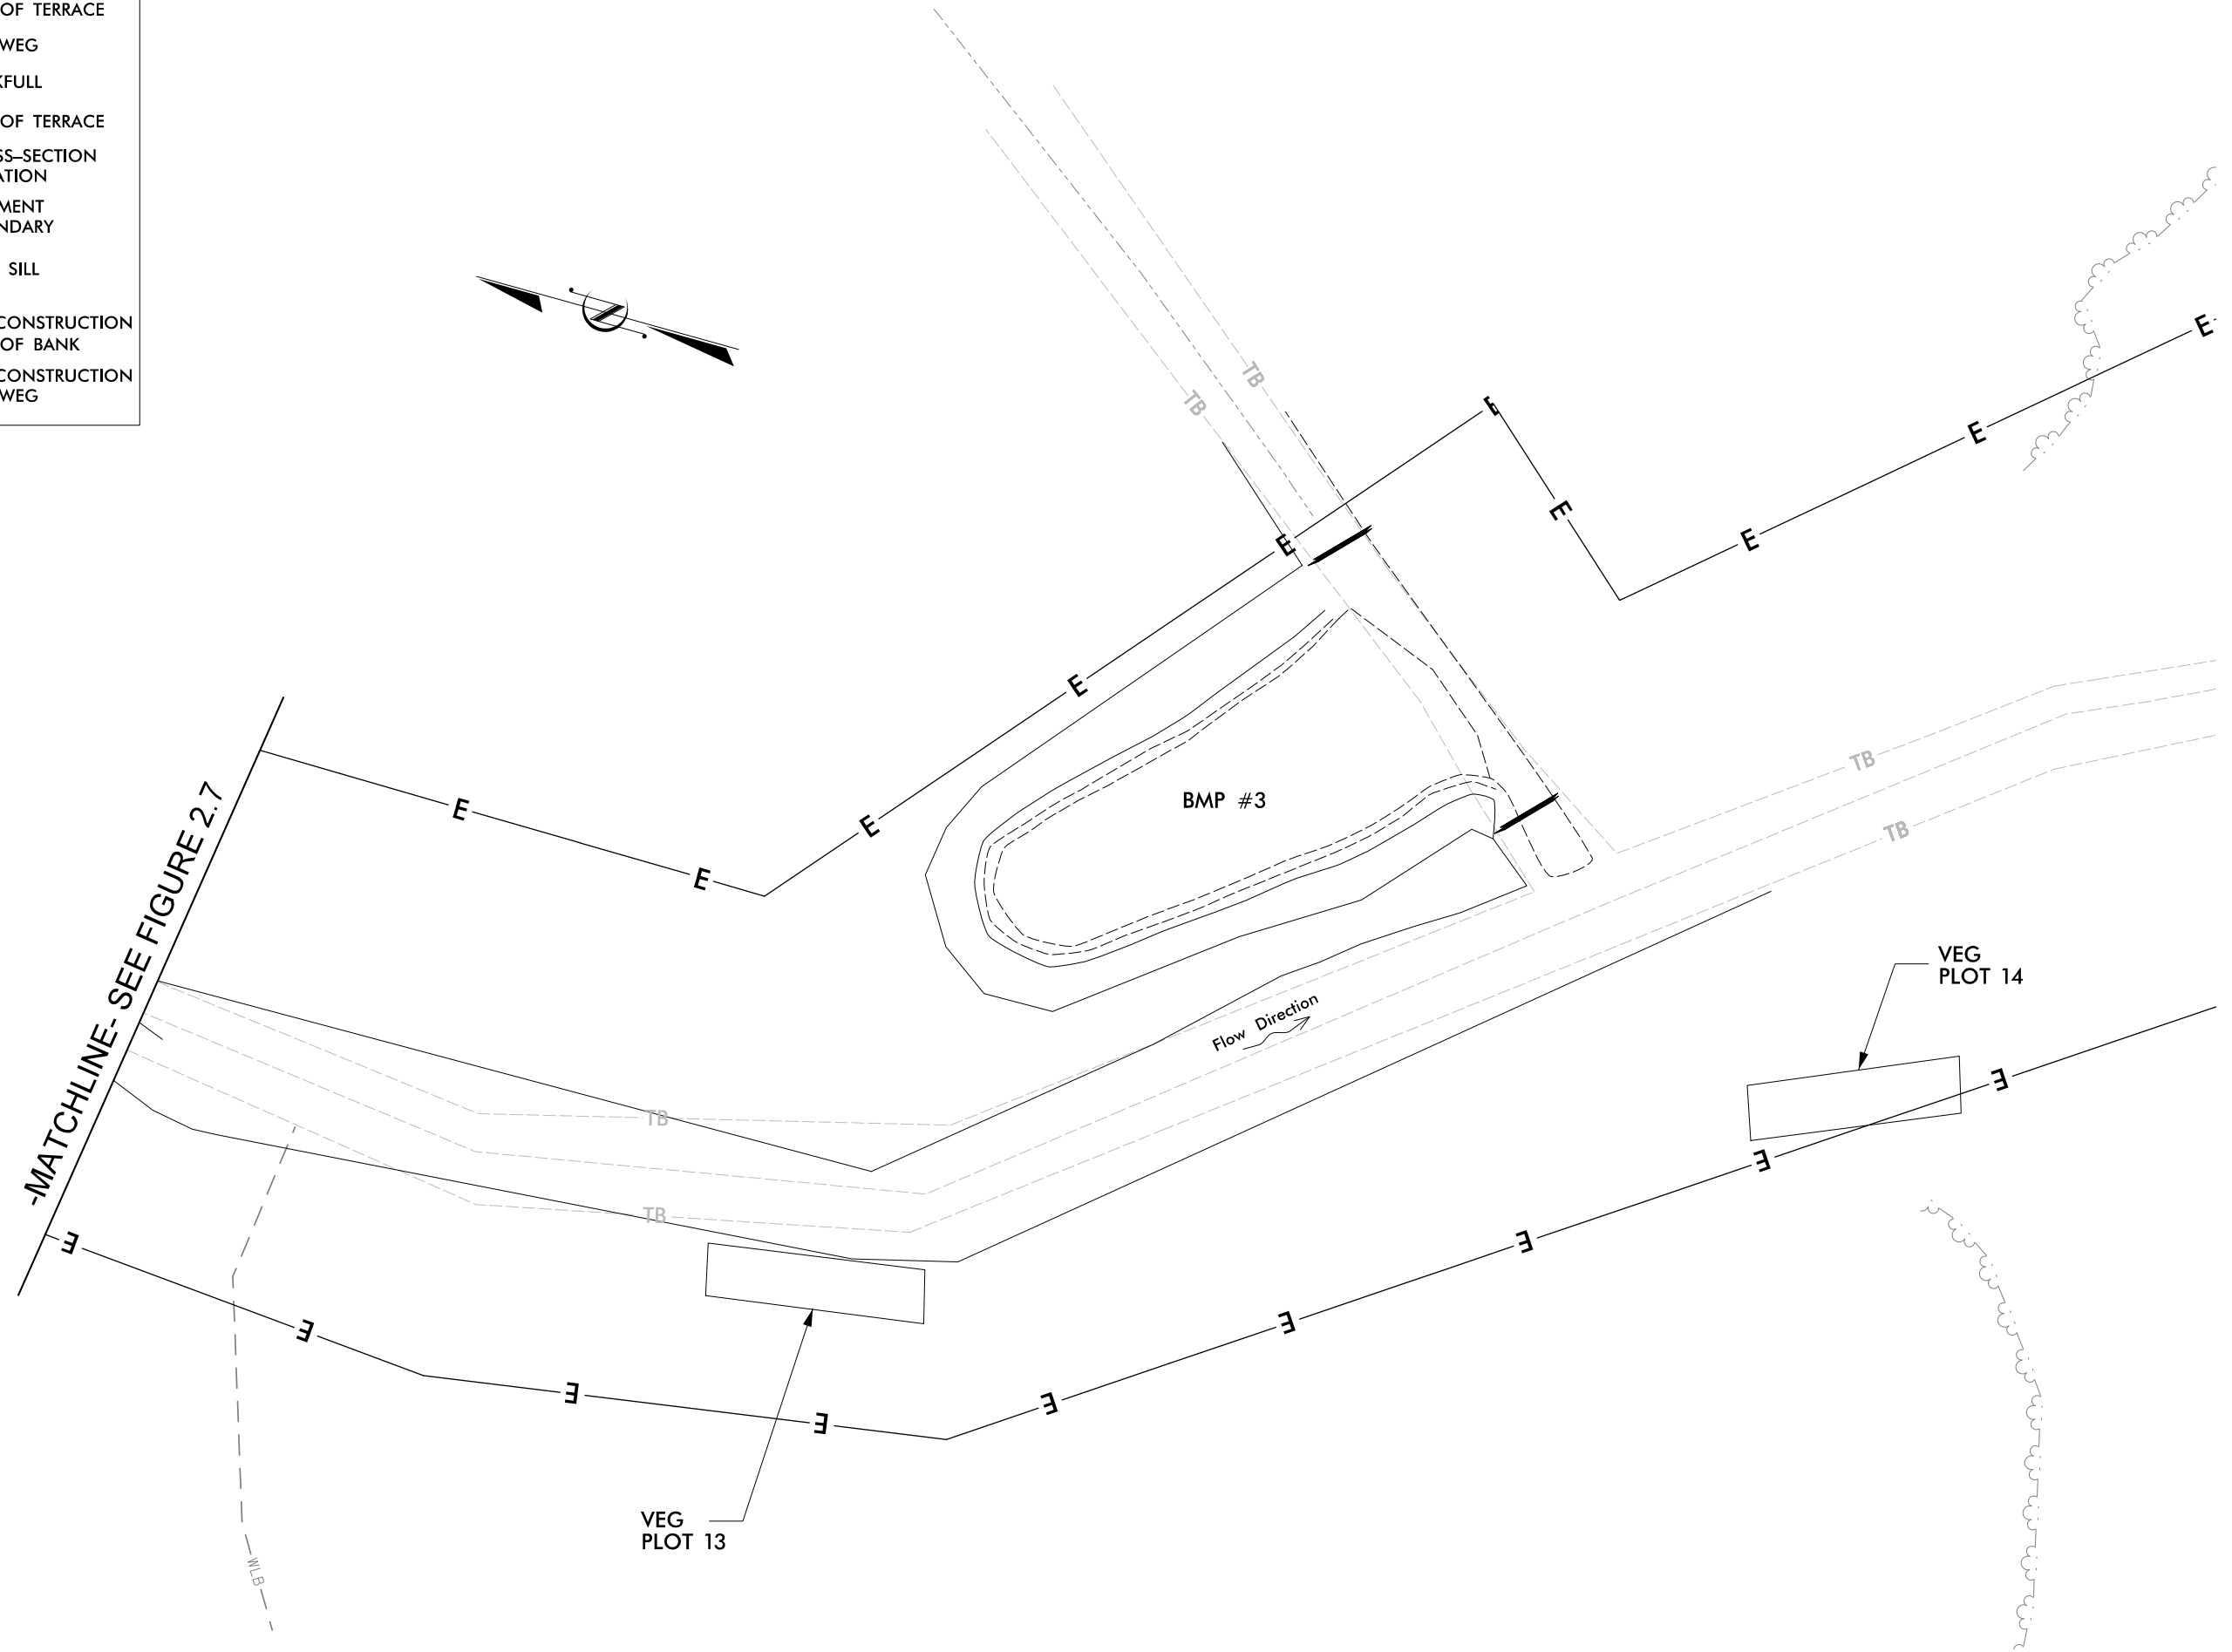 OF TERRACE
WEG
KFULL
OF TERRACE
SS–SECTION
ATION
MENT
NDARY
SILL
CONSTRUCTION
OF BANK
CONSTRUCTION
WEG
TB
TB
E
E
E
E
E
E
E
E
E
E
-MATCHLINE- SEE FIGURE 2.7
BMP #3
TB
TB
VEG
PLOT 14
Flow Direction
TB
TB
E
E
E
E
E
E
E
E
E
VEG
PLOT 13
WLB